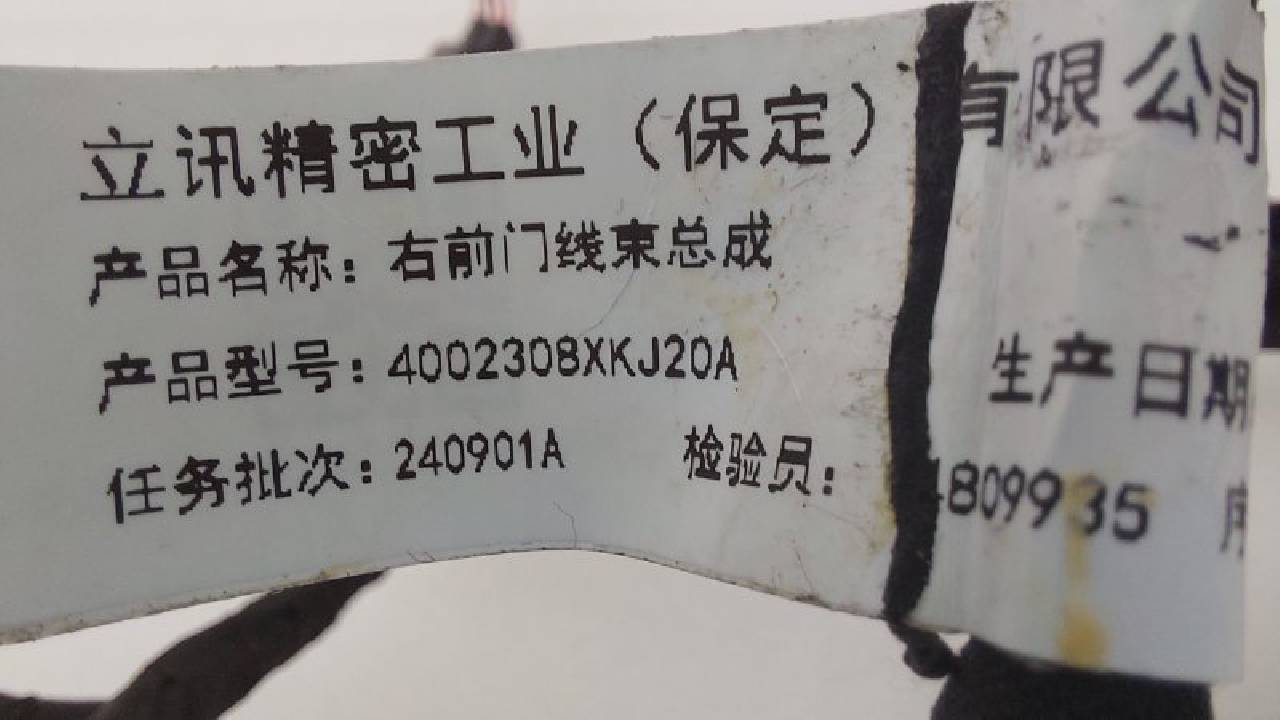 立讯精密工业（保定）有限公司
产品名称：右前门线束总成
产品型号：4002308XKJ20A 生产日期
任务批次：240901A 检验员： 4809935 序